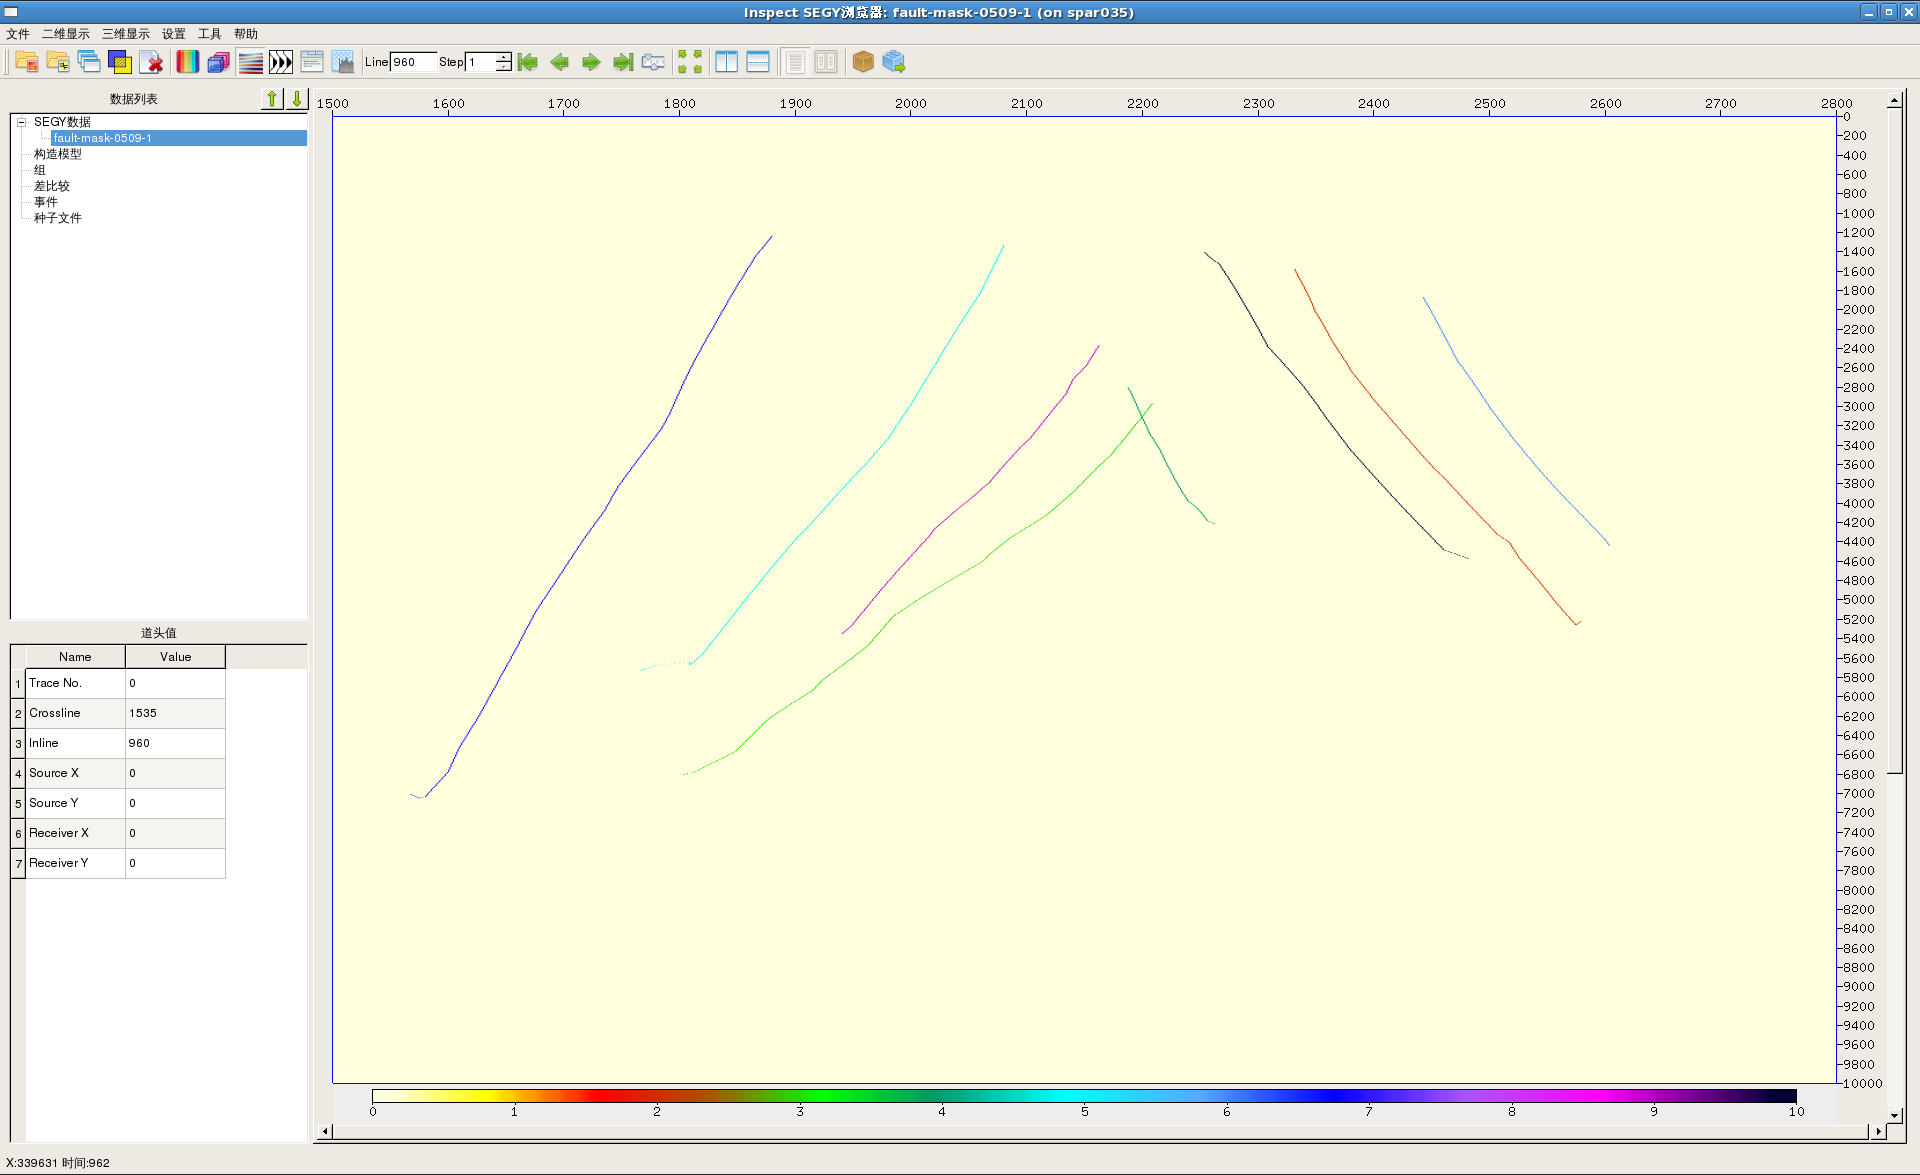 Inspect SEGY浏览器: fault-mask-0509-1 (on spar035)
文件 二维显示 三维显示 设置 工具 帮助
Line 960 Step 1
数据列表
SEGY数据
fault-mask-0509-1
构造模型
组
差比较
事件
种子文件
道头值
Name Value
1 Trace No. 0
2 Crossline 1535
3 Inline 960
4 Source X 0
5 Source Y 0
6 Receiver X 0
7 Receiver Y 0
1500 1600 1700 1800 1900 2000 2100 2200 2300 2400 2500 2600 2700 2800
0
200
400
600
800
1000
1200
1400
1600
1800
2000
2200
2400
2600
2800
3000
3200
3400
3600
3800
4000
4200
4400
4600
4800
5000
5200
5400
5600
5800
6000
6200
6400
6600
6800
7000
7200
7400
7600
7800
8000
8200
8400
8600
8800
9000
9200
9400
9600
9800
10000
0 1 2 3 4 5 6 7 8 9 10
X:339631 时间:962